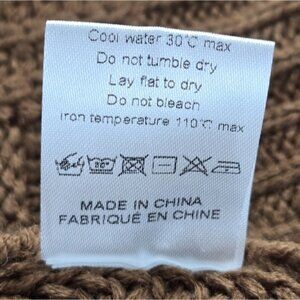 Cool water 30°C max
Do not tumble dry
Lay flat to dry
Do not bleach
Iron temperature 110°C max
MADE IN CHINA
FABRIQUÉ EN CHINE